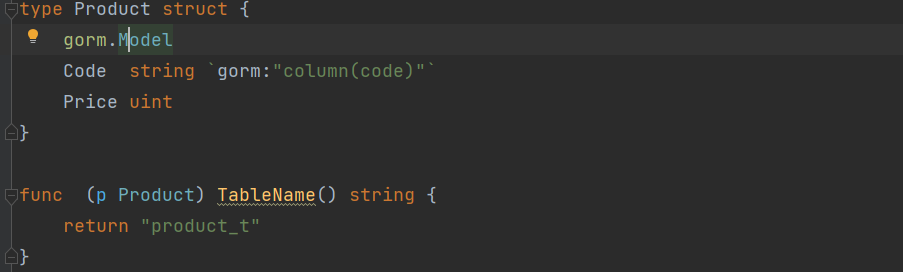 type Product struct {
    gorm.Model
    Code  string `gorm:"column(code)"`
    Price uint
}
func  (p Product) TableName() string {
    return "product_t"
}